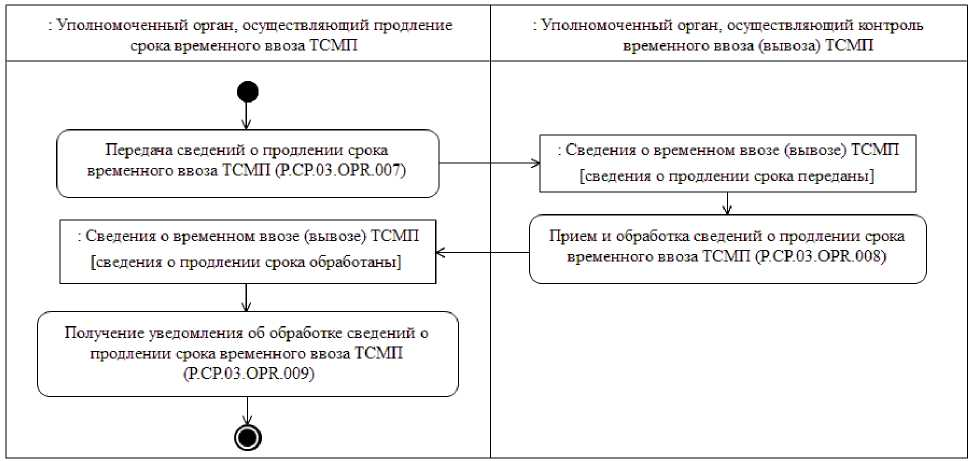 : Уполномоченный орган, осуществляющий продление
срока временного ввоза ТСМП
: Уполномоченный орган, осуществляющий контроль
временного ввоза (вывоза) ТСМП
Передача сведений о продлении срока
временного ввоза ТСМП (P.CP.03.OPR.007)
: Сведения о временном ввозе (вывозе) ТСМП
[сведения о продлении срока переданы]
: Сведения о временном ввозе (вывозе) ТСМП
[сведения о продлении срока обработаны]
Прием и обработка сведений о продлении срока
временного ввоза ТСМП (P.CP.03.OPR.008)
Получение уведомления об обработке сведений о
продлении срока временного ввоза ТСМП
(P.CP.03.OPR.009)